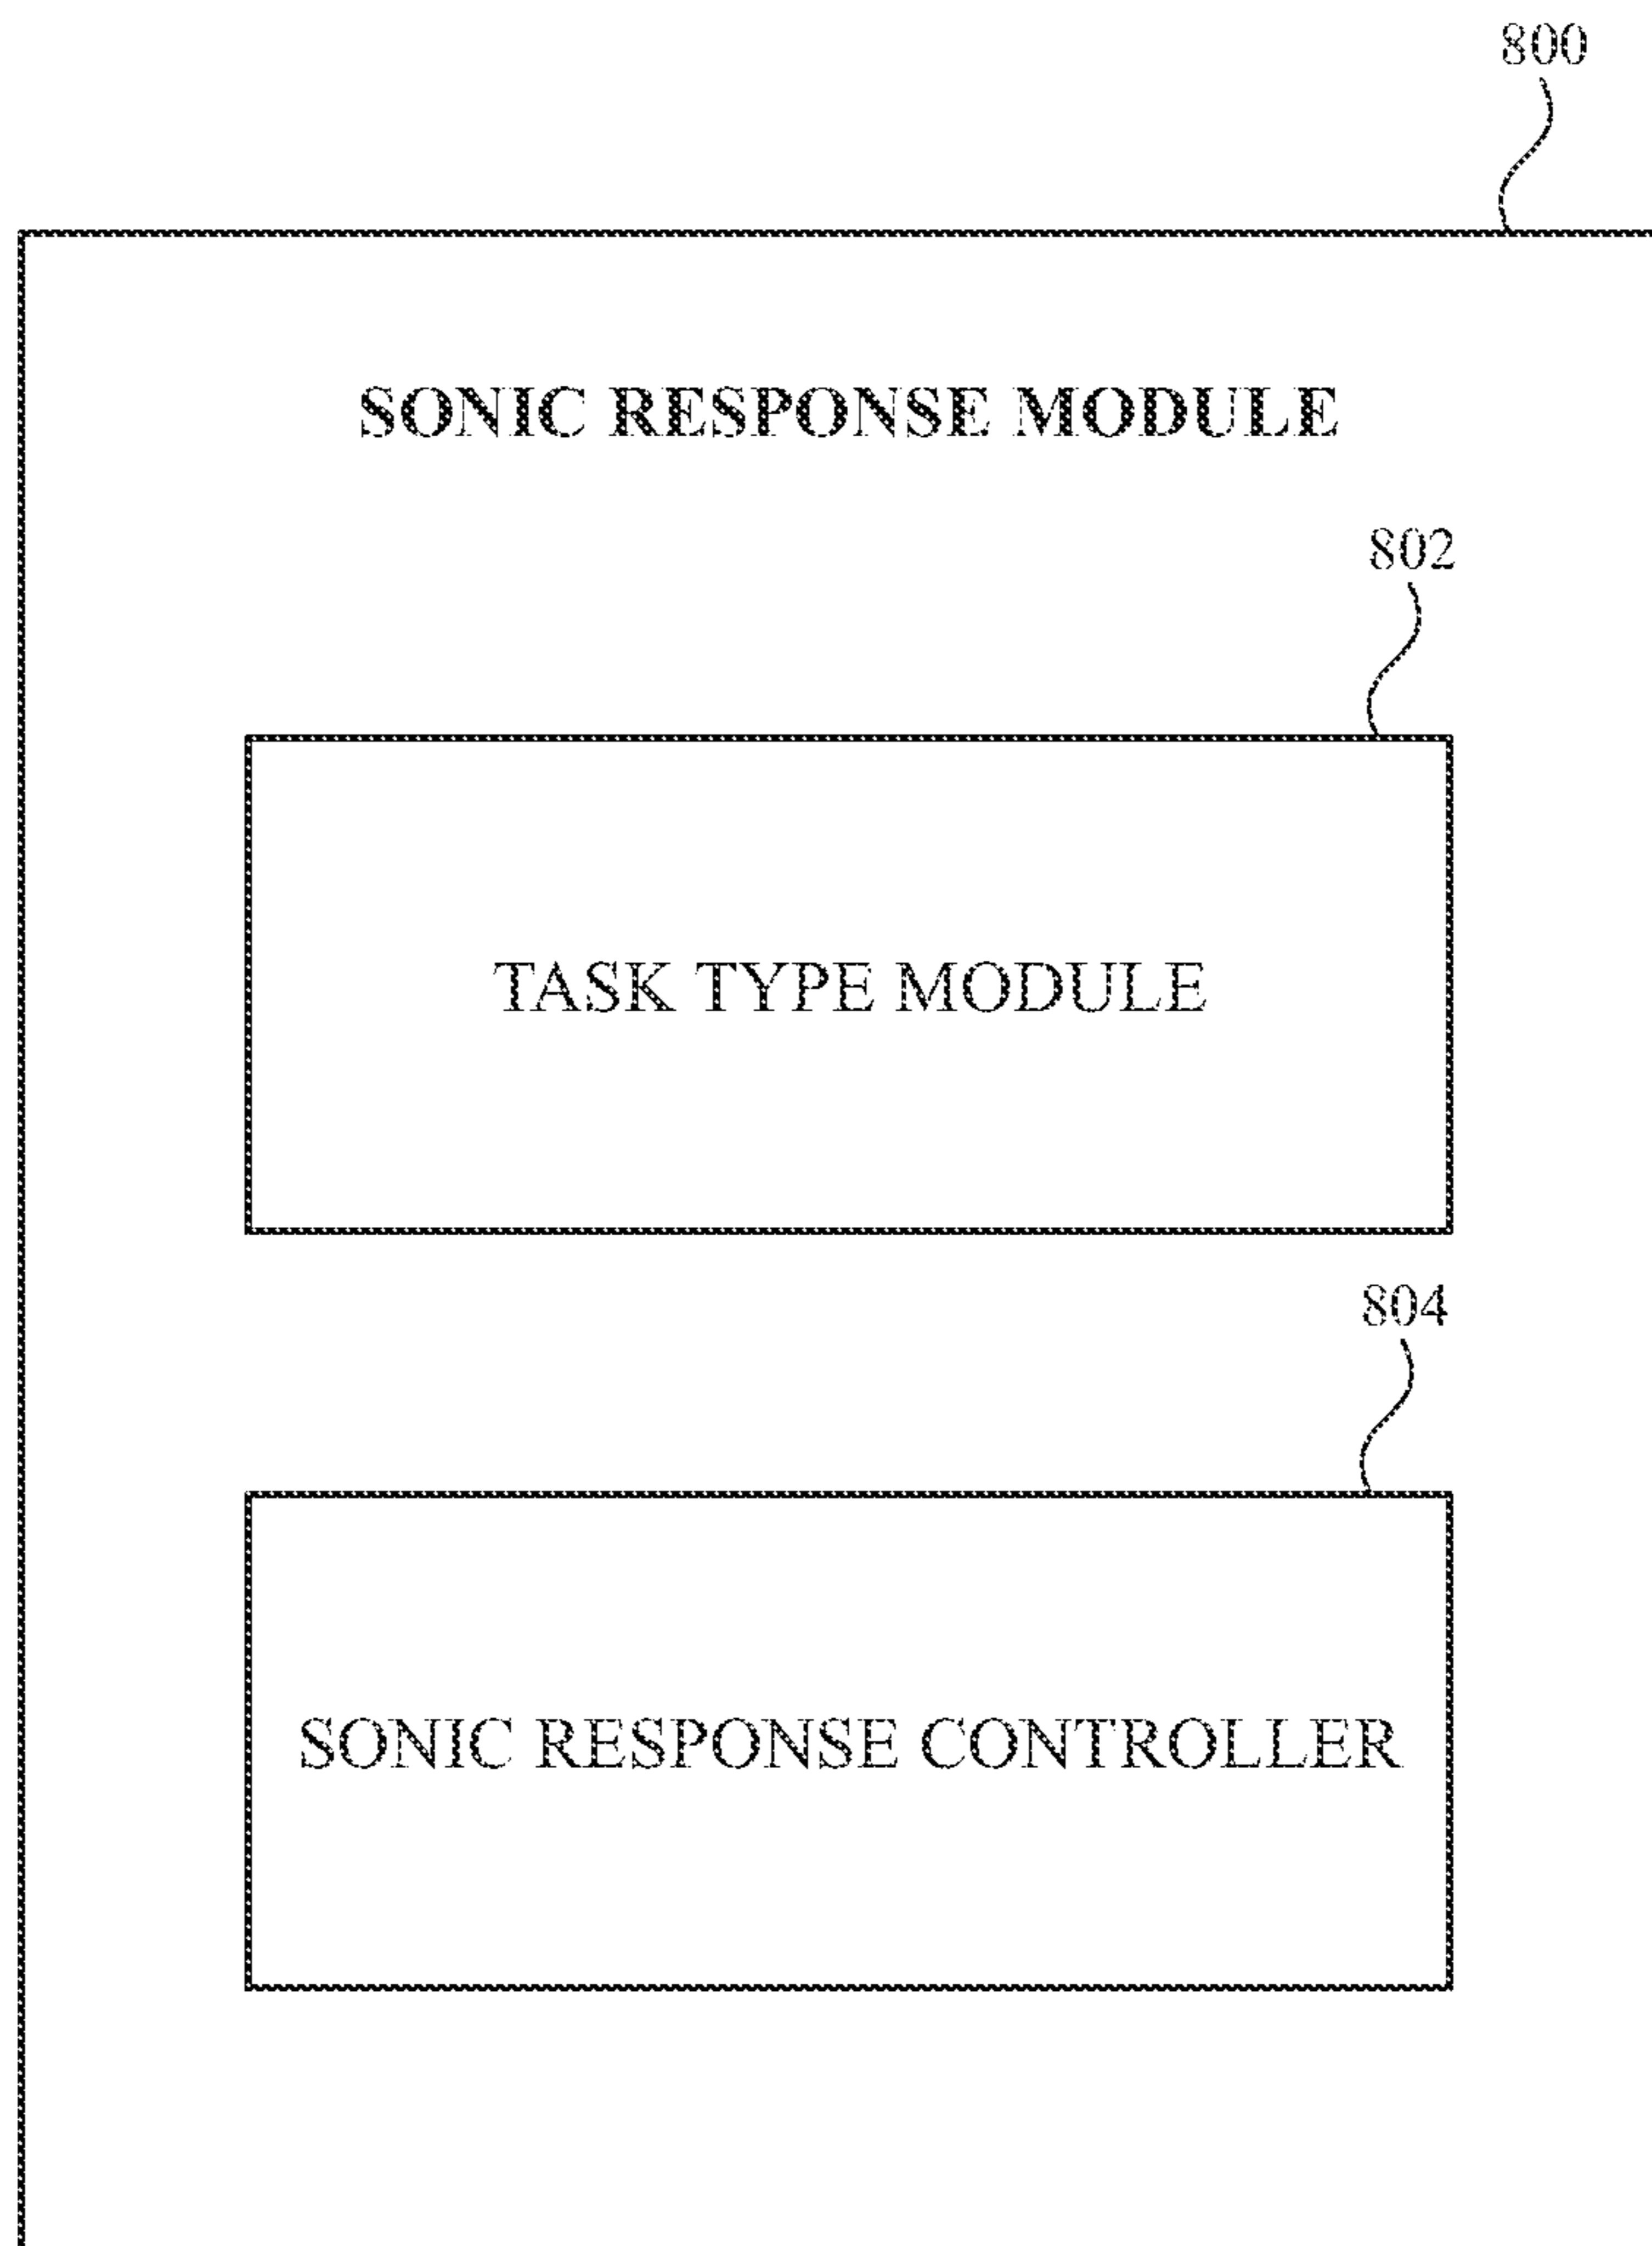 800
SONIC RESPONSE MODULE
802
TASK TYPE MODULE
804
SONIC RESPONSE CONTROLLER